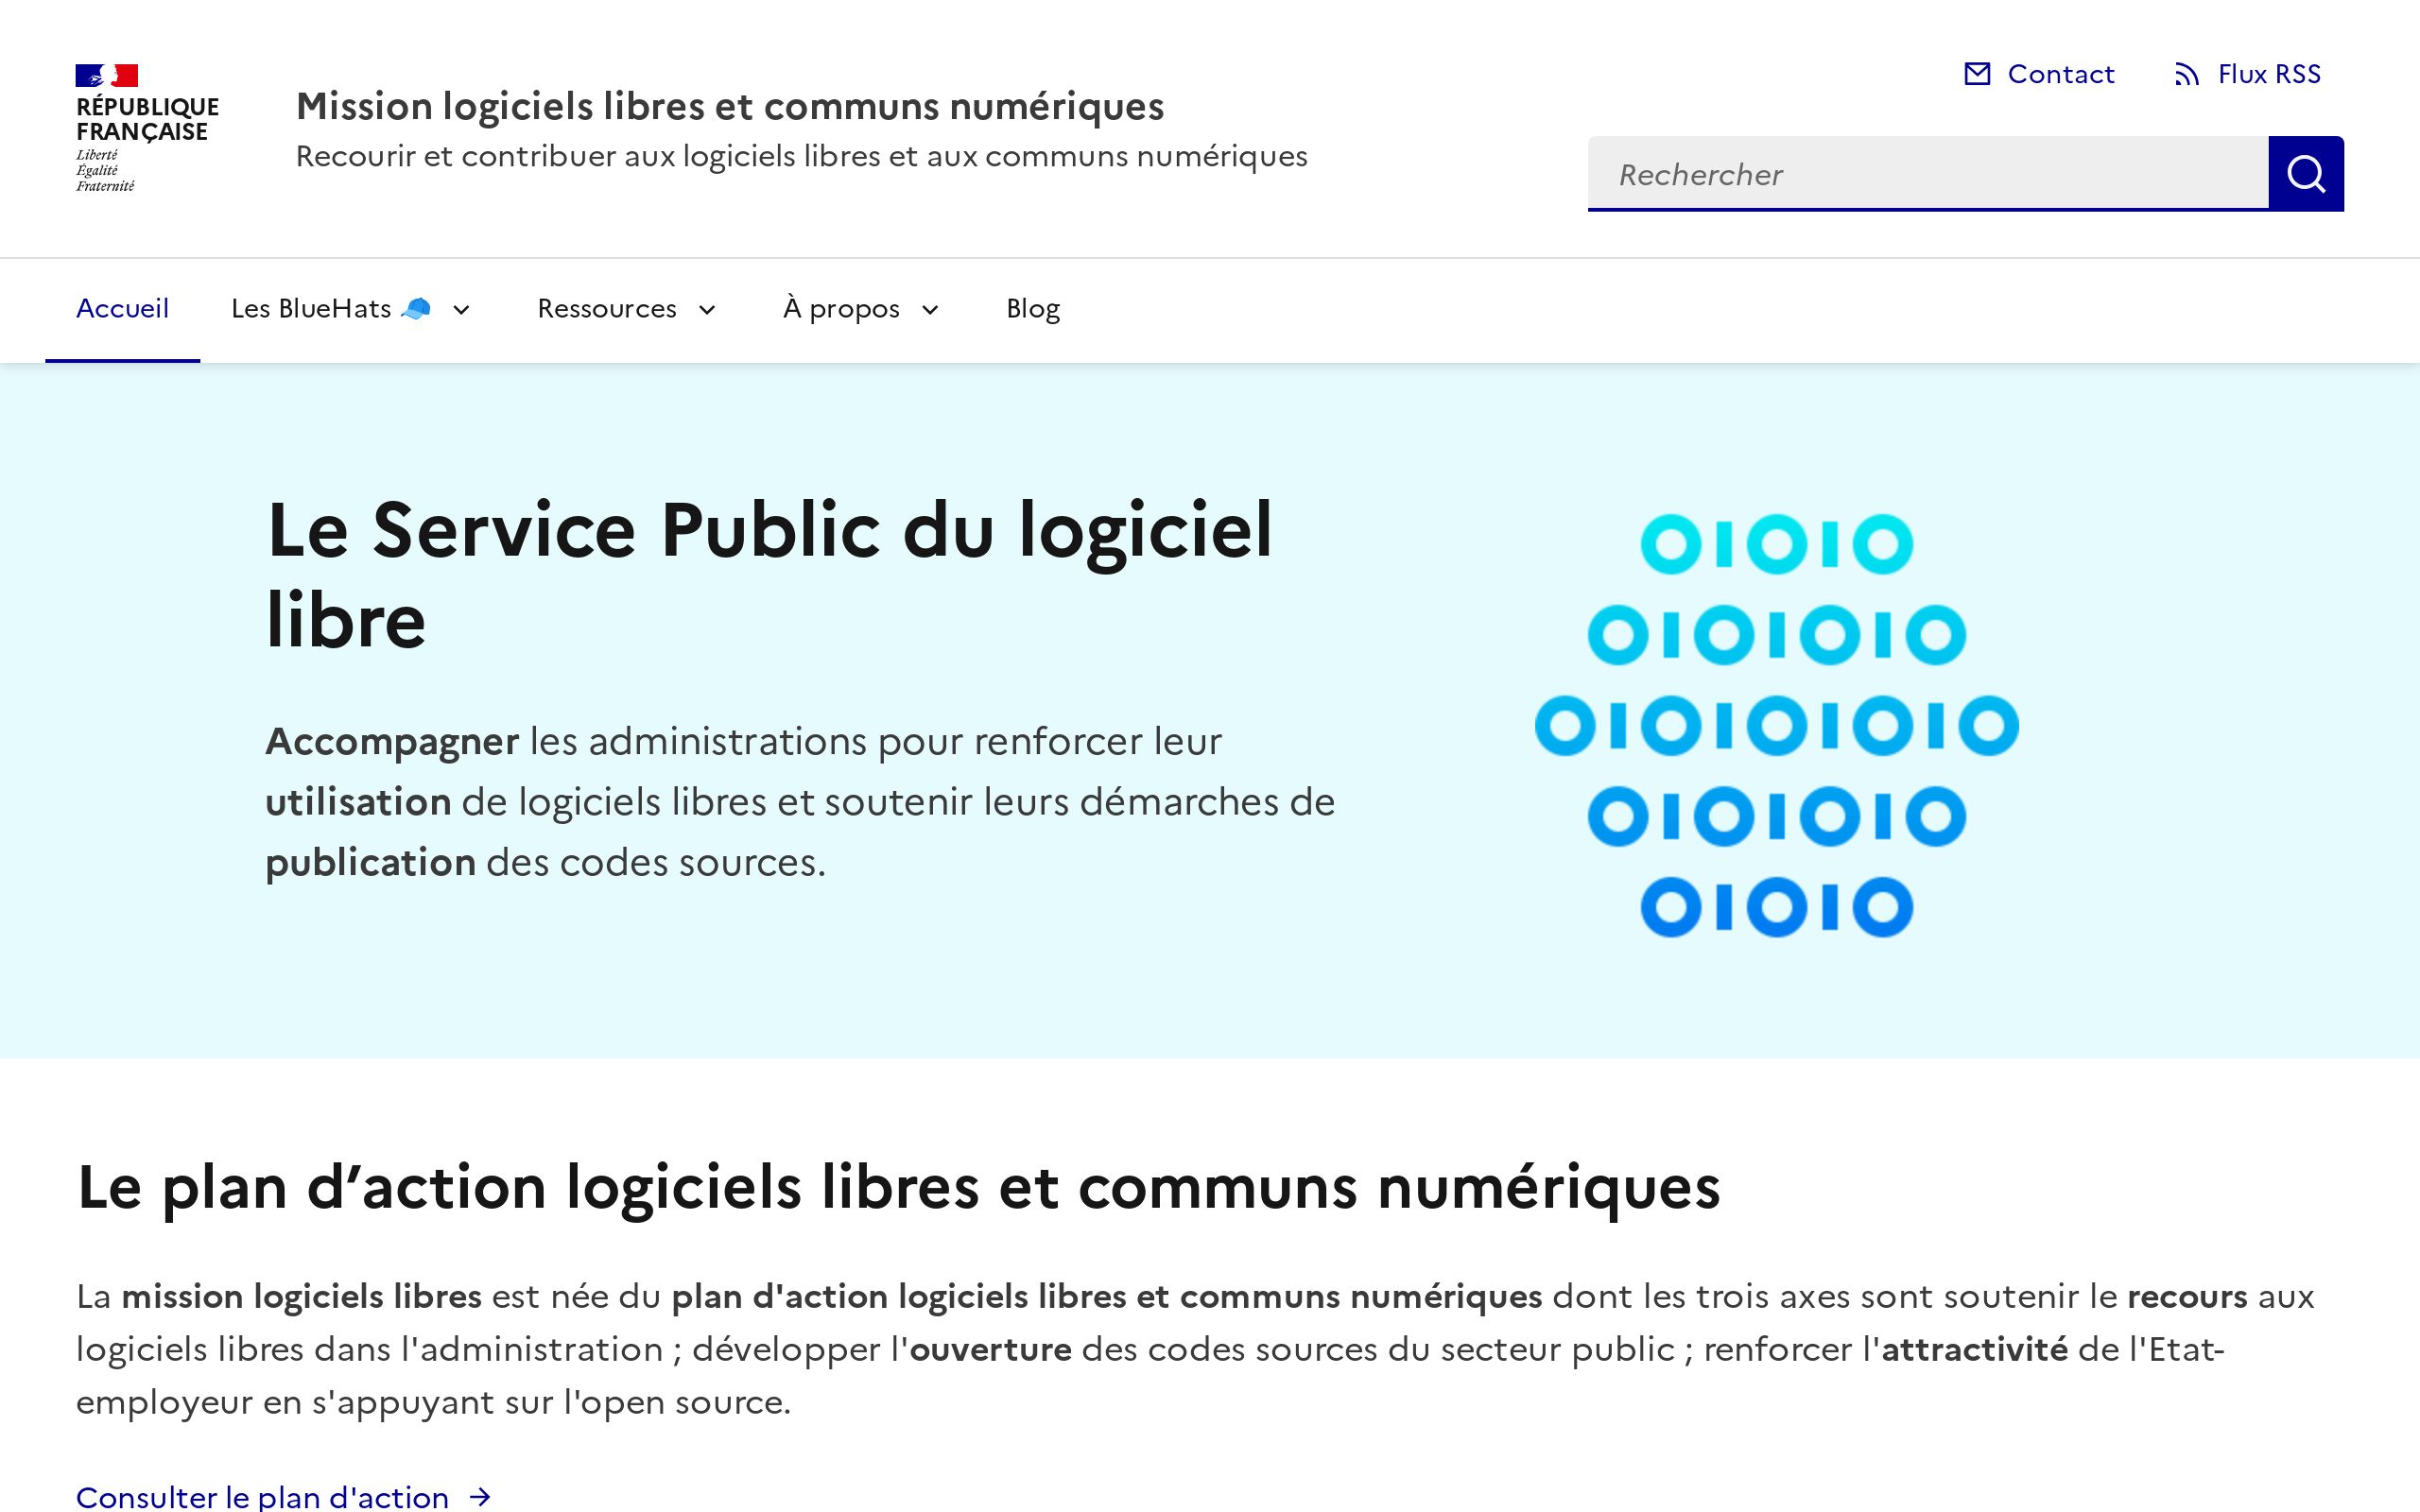 RÉPUBLIQUE
FRANÇAISE
Liberté
Égalité
Fraternité
Mission logiciels libres et communs numériques
Recourir et contribuer aux logiciels libres et aux communs numériques
Contact
Flux RSS
Rechercher
Accueil
Les BlueHats 🧢
Ressources
À propos
Blog
Le Service Public du logiciel
libre
Accompagner les administrations pour renforcer leur
utilisation de logiciels libres et soutenir leurs démarches de
publication des codes sources.
OIOIO
OIOIOIO
OIOIOIOIO
OIOIOIO
OIOIO
Le plan d’action logiciels libres et communs numériques
La mission logiciels libres est née du plan d'action logiciels libres et communs numériques dont les trois axes sont soutenir le recours aux
logiciels libres dans l'administration ; développer l'ouverture des codes sources du secteur public ; renforcer l'attractivité de l'Etat-
employeur en s'appuyant sur l'open source.
Consulter le plan d'action